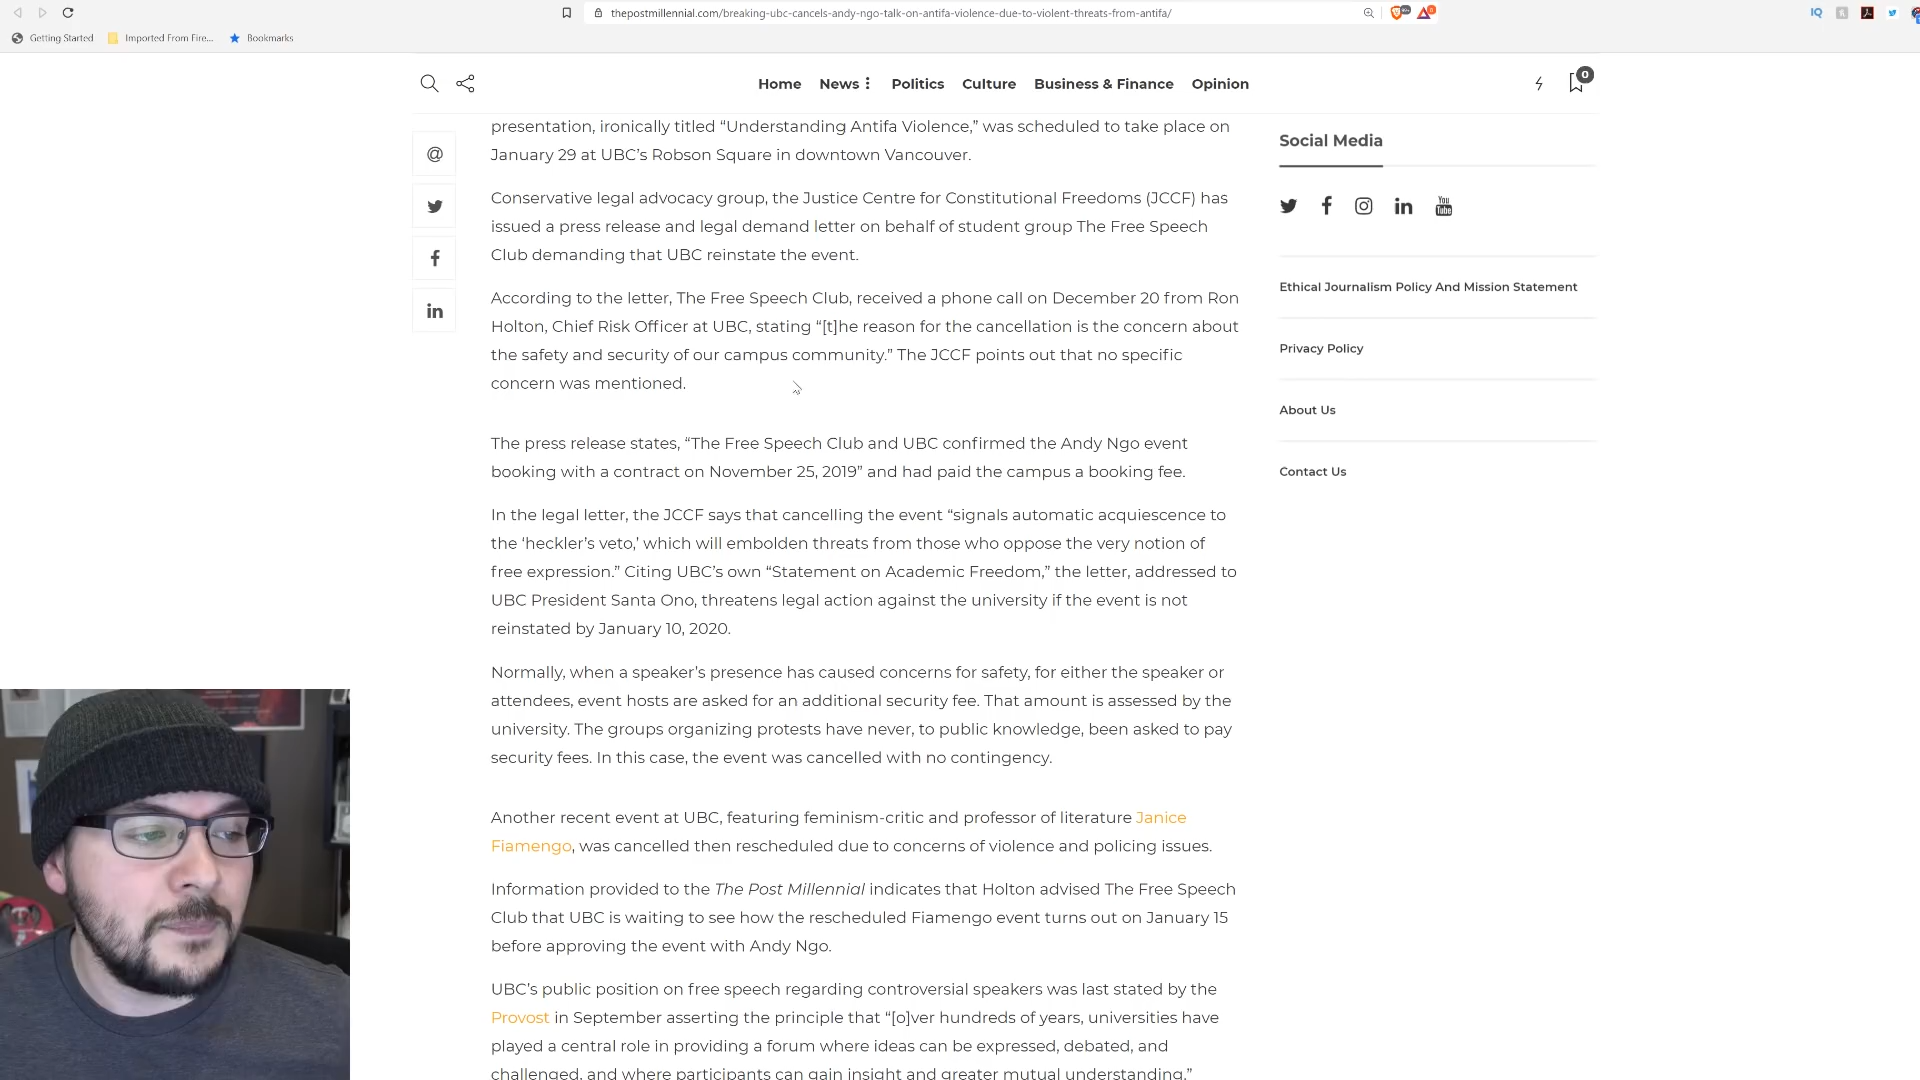 thepostmillennial.com/breaking-ubc-cancels-andy-ngo-talk-on-antifa-violence-due-to-violent-threats-from-antifa/
IQ
Getting Started
Imported From Fire...
Bookmarks
Home News Politics Culture Business & Finance Opinion
0
presentation, ironically titled “Understanding Antifa Violence,” was scheduled to take place on
January 29 at UBC’s Robson Square in downtown Vancouver.
Conservative legal advocacy group, the Justice Centre for Constitutional Freedoms (JCCF) has
issued a press release and legal demand letter on behalf of student group The Free Speech
Club demanding that UBC reinstate the event.
According to the letter, The Free Speech Club, received a phone call on December 20 from Ron
Holton, Chief Risk Officer at UBC, stating “[t]he reason for the cancellation is the concern about
the safety and security of our campus community.” The JCCF points out that no specific
concern was mentioned.
The press release states, “The Free Speech Club and UBC confirmed the Andy Ngo event
booking with a contract on November 25, 2019” and had paid the campus a booking fee.
In the legal letter, the JCCF says that cancelling the event “signals automatic acquiescence to
the ‘heckler’s veto,’ which will embolden threats from those who oppose the very notion of
free expression.” Citing UBC’s own “Statement on Academic Freedom,” the letter, addressed to
UBC President Santa Ono, threatens legal action against the university if the event is not
reinstated by January 10, 2020.
Normally, when a speaker’s presence has caused concerns for safety, for either the speaker or
attendees, event hosts are asked for an additional security fee. That amount is assessed by the
university. The groups organizing protests have never, to public knowledge, been asked to pay
security fees. In this case, the event was cancelled with no contingency.
Another recent event at UBC, featuring feminism-critic and professor of literature Janice
Fiamengo, was cancelled then rescheduled due to concerns of violence and policing issues.
Information provided to the The Post Millennial indicates that Holton advised The Free Speech
Club that UBC is waiting to see how the rescheduled Fiamengo event turns out on January 15
before approving the event with Andy Ngo.
UBC’s public position on free speech regarding controversial speakers was last stated by the
Provost in September asserting the principle that “[o]ver hundreds of years, universities have
played a central role in providing a forum where ideas can be expressed, debated, and
challenged, and where participants can gain insight and greater mutual understanding.”
Social Media
You Tube
Ethical Journalism Policy And Mission Statement
Privacy Policy
About Us
Contact Us